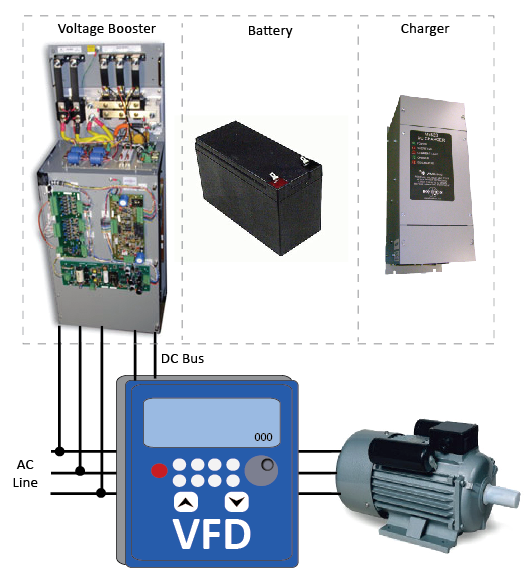 Voltage Booster
Battery
Charger
DC Bus
AC
Line
000
VFD